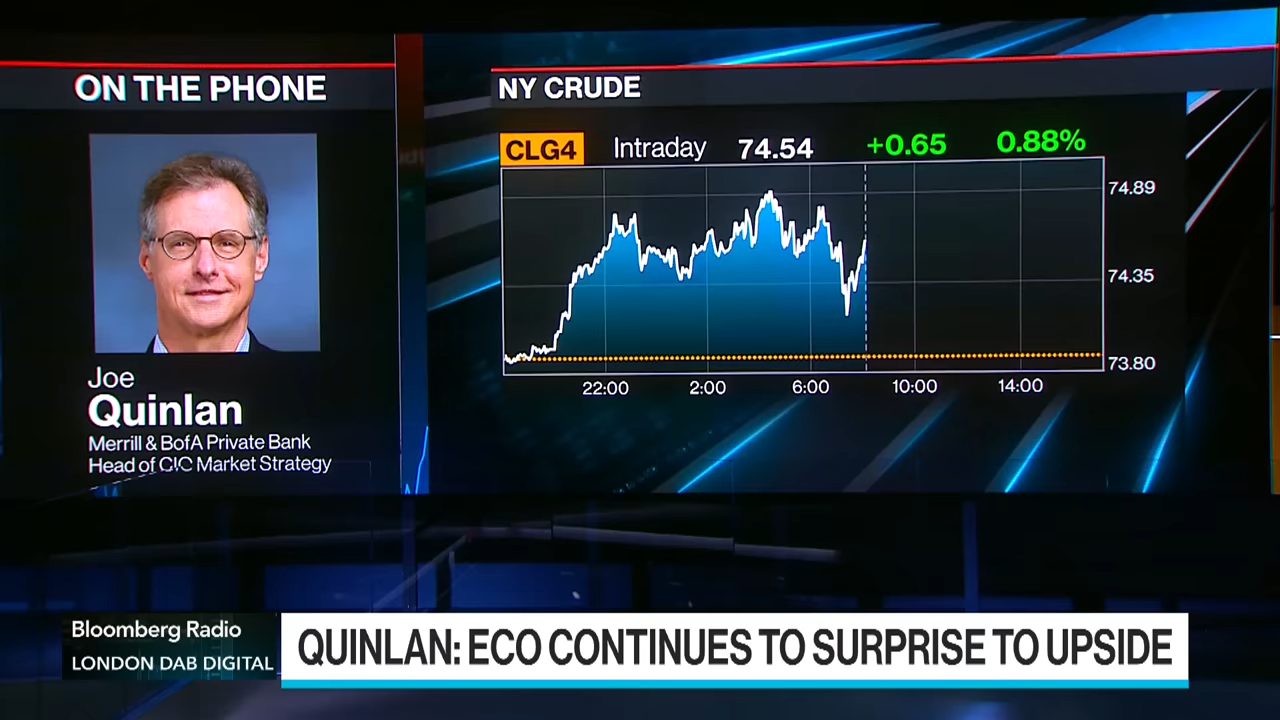 ON THE PHONE
Joe
Quinlan
Merrill & BofA Private Bank
Head of CIC Market Strategy
NY CRUDE
CLG4 Intraday 74.54 +0.65 0.88%
74.89
74.35
73.80
22:00 2:00 6:00 10:00 14:00
Bloomberg Radio
LONDON DAB DIGITAL
QUINLAN: ECO CONTINUES TO SURPRISE TO UPSIDE